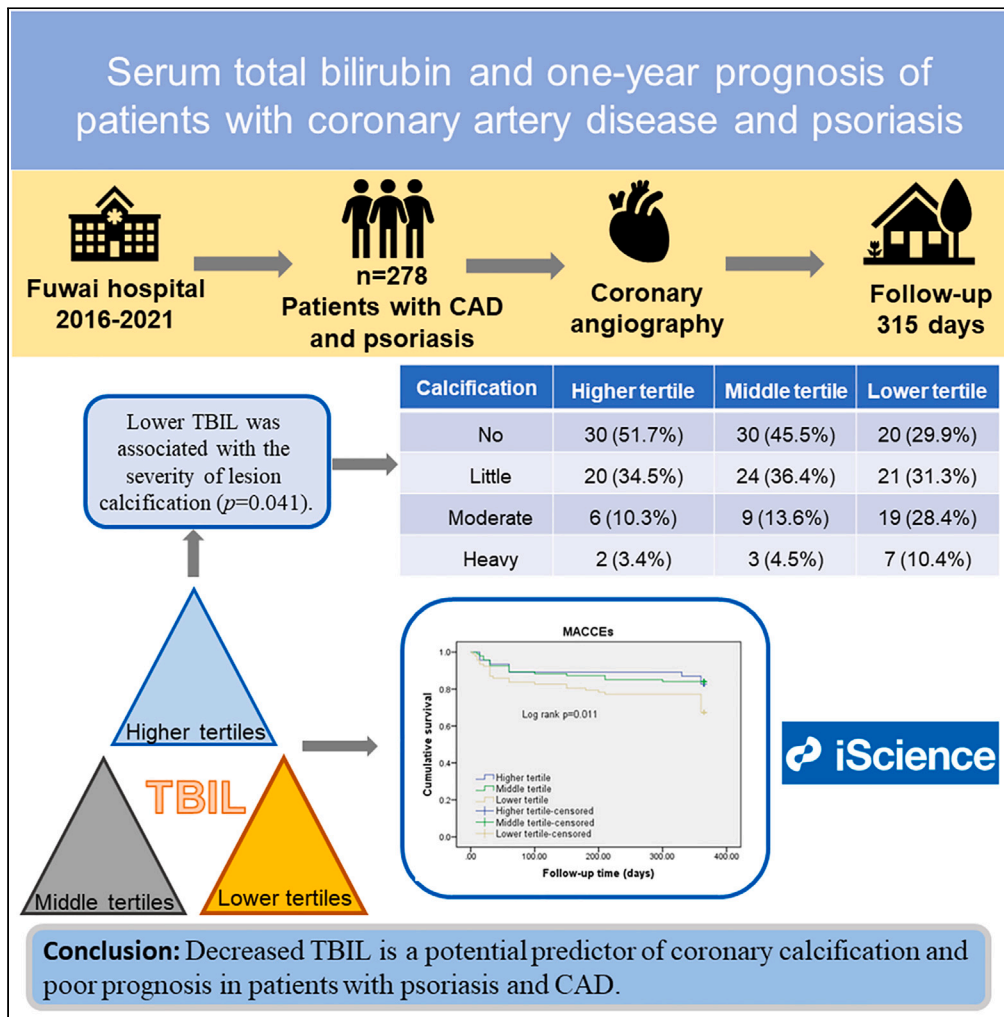 Serum total bilirubin and one-year prognosis of
patients with coronary artery disease and psoriasis
Fuwai hospital
2016-2021
n=278
Patients with CAD
and psoriasis
Coronary
angiography
Follow-up
315 days
Lower TBIL was
associated with the
severity of lesion
calcification (p=0.041).
Calcification Higher tertile Middle tertile Lower tertile
No 30 (51.7%) 30 (45.5%) 20 (29.9%)
Little 20 (34.5%) 24 (36.4%) 21 (31.3%)
Moderate 6 (10.3%) 9 (13.6%) 19 (28.4%)
Heavy 2 (3.4%) 3 (4.5%) 7 (10.4%)
Higher tertiles
TBIL
Middle tertiles
Lower tertiles
MACCEs
Cumulative survival
1.0
0.8
0.6
0.4
0.2
0.0
Log rank p=0.011
Higher tertile
Middle tertile
Lower tertile
Higher tertile-censored
Middle tertile-censored
Lower tertile-censored
.00 100.00 200.00 300.00 400.00
Follow-up time (days)
iScience
Conclusion: Decreased TBIL is a potential predictor of coronary calcification and
poor prognosis in patients with psoriasis and CAD.